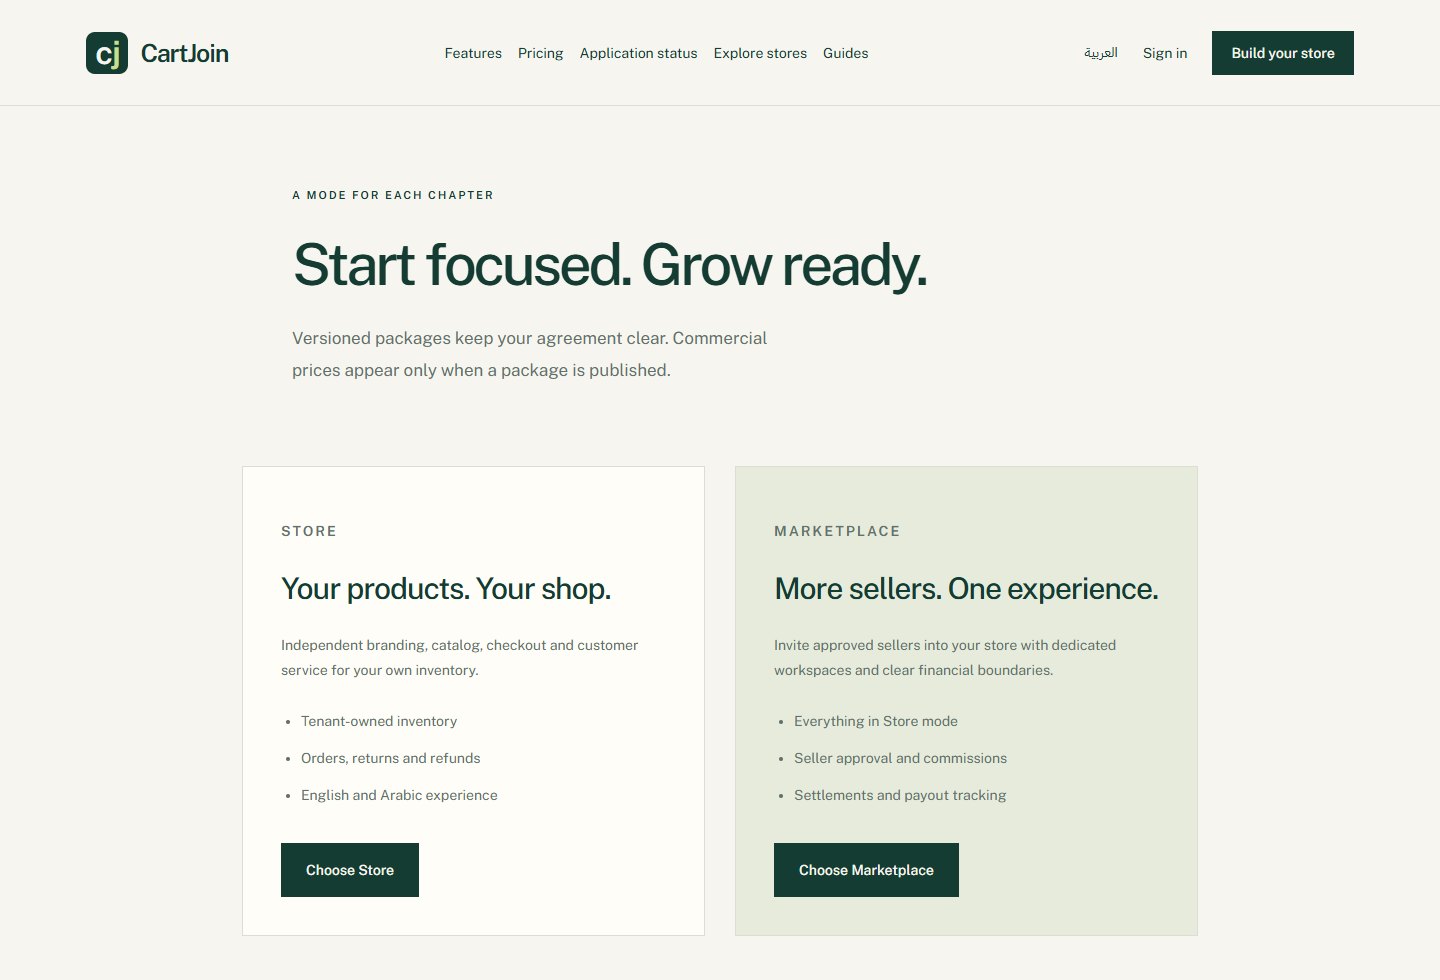 cj CartJoin
Features Pricing Application status Explore stores Guides
العربية Sign in Build your store
A MODE FOR EACH CHAPTER
Start focused. Grow ready.
Versioned packages keep your agreement clear. Commercial
prices appear only when a package is published.
STORE
Your products. Your shop.
Independent branding, catalog, checkout and customer
service for your own inventory.
• Tenant-owned inventory
• Orders, returns and refunds
• English and Arabic experience
Choose Store
MARKETPLACE
More sellers. One experience.
Invite approved sellers into your store with dedicated
workspaces and clear financial boundaries.
• Everything in Store mode
• Seller approval and commissions
• Settlements and payout tracking
Choose Marketplace